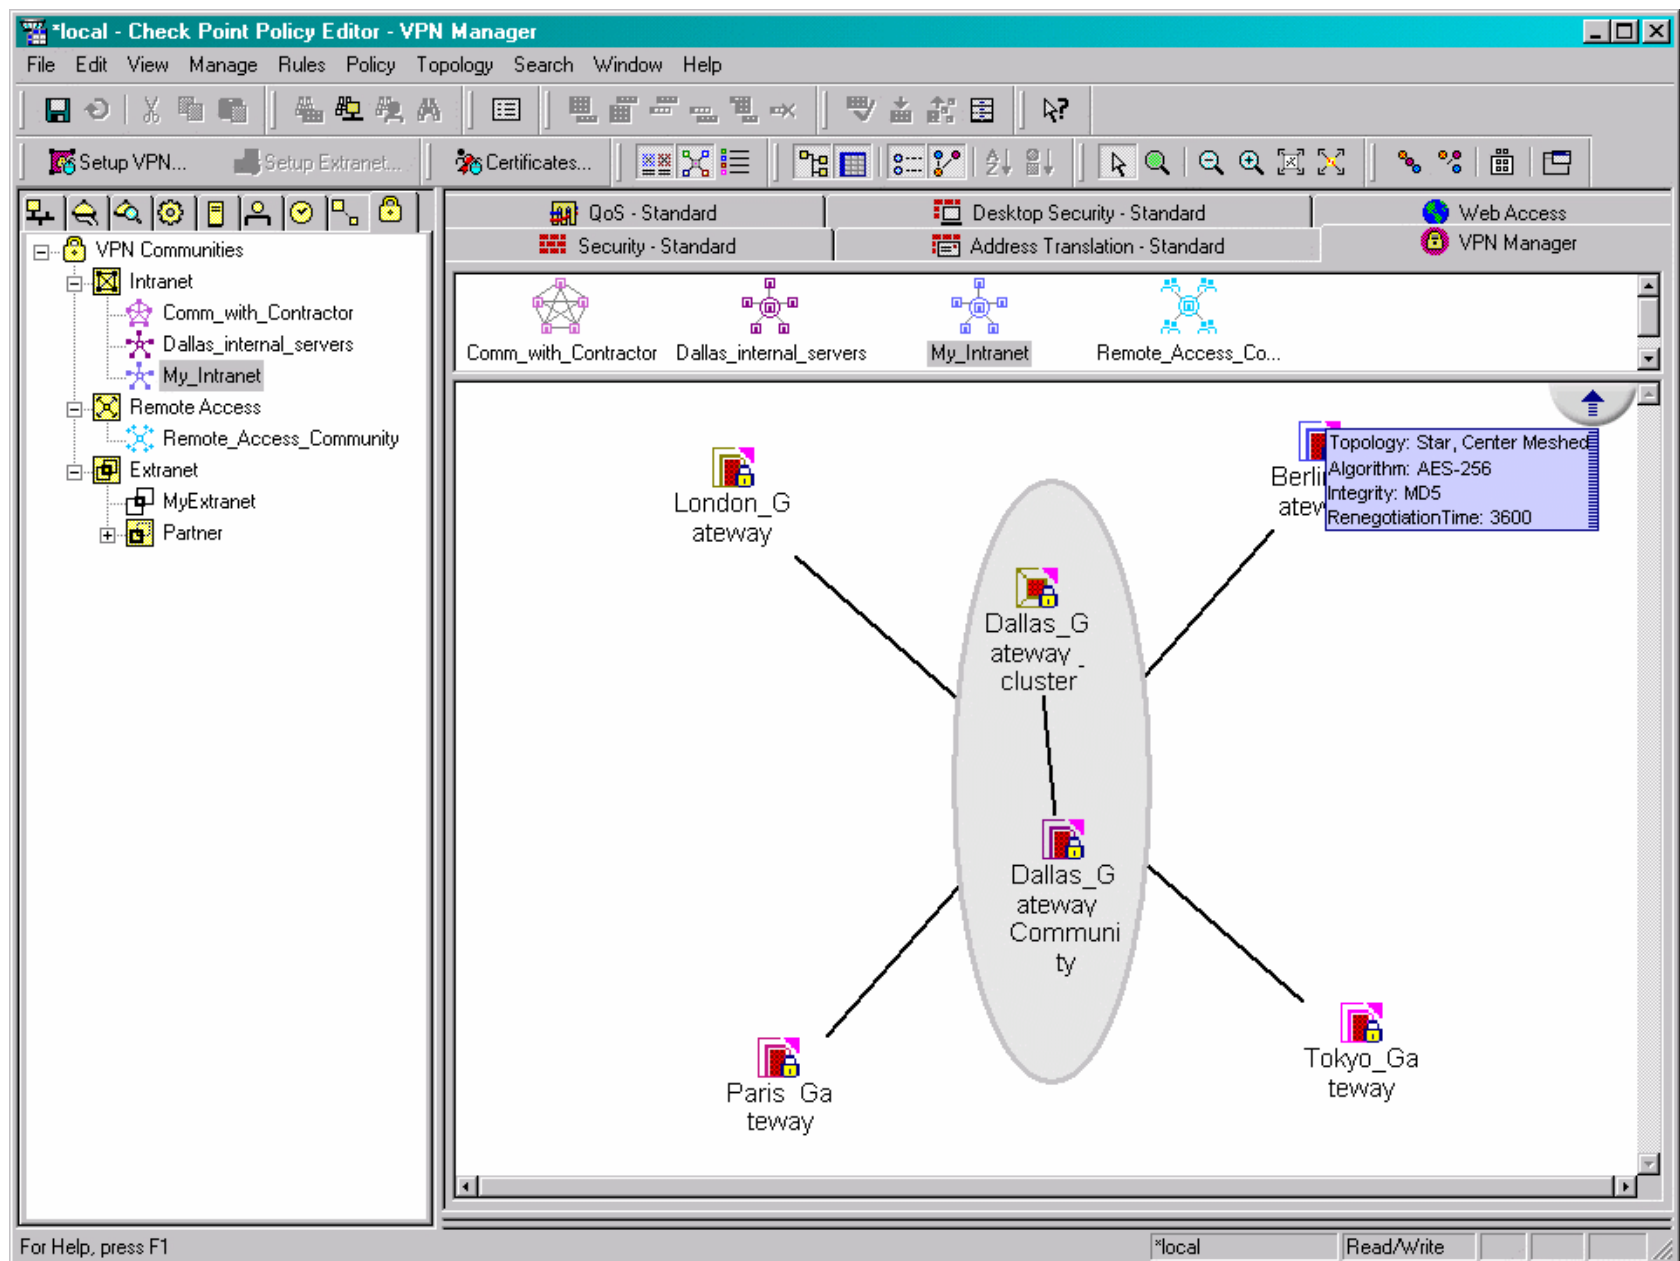 *local - Check Point Policy Editor - VPN Manager
File Edit View Manage Rules Policy Topology Search Window Help
Setup VPN... Setup Extranet... Certificates...
QoS - Standard Desktop Security - Standard Web Access
Security - Standard Address Translation - Standard VPN Manager
VPN Communities
Intranet
Comm_with_Contractor
Dallas_internal_servers
My_Intranet
Remote Access
Remote_Access_Community
Extranet
MyExtranet
Partner
Comm_with_Contractor Dallas_internal_servers My_Intranet Remote_Access_Co...
London_G
ateway
Berlin
atew
Topology: Star, Center Meshed
Algorithm: AES-256
Integrity: MD5
RenegotiationTime: 3600
Dallas_G
ateway_
cluster
Dallas_G
ateway
Communi
ty
Paris_Ga
teway
Tokyo_Ga
teway
For Help, press F1 *local Read/Write